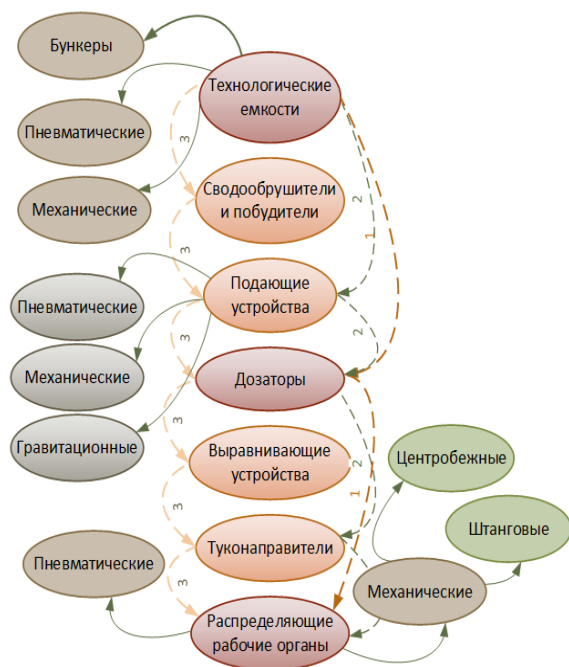 Бункеры
Технологические
емкости
Пневматические
3
Механические
Сводообрушители
и побудители
2
1
3
Подающие
устройства
Пневматические
2
3
Механические
Дозаторы
Гравитационные
3
Выравнивающие
устройства
2
1
Центробежные
Штанговые
3
Туконаправители
Пневматические
3
Механические
Распределяющие
рабочие органы